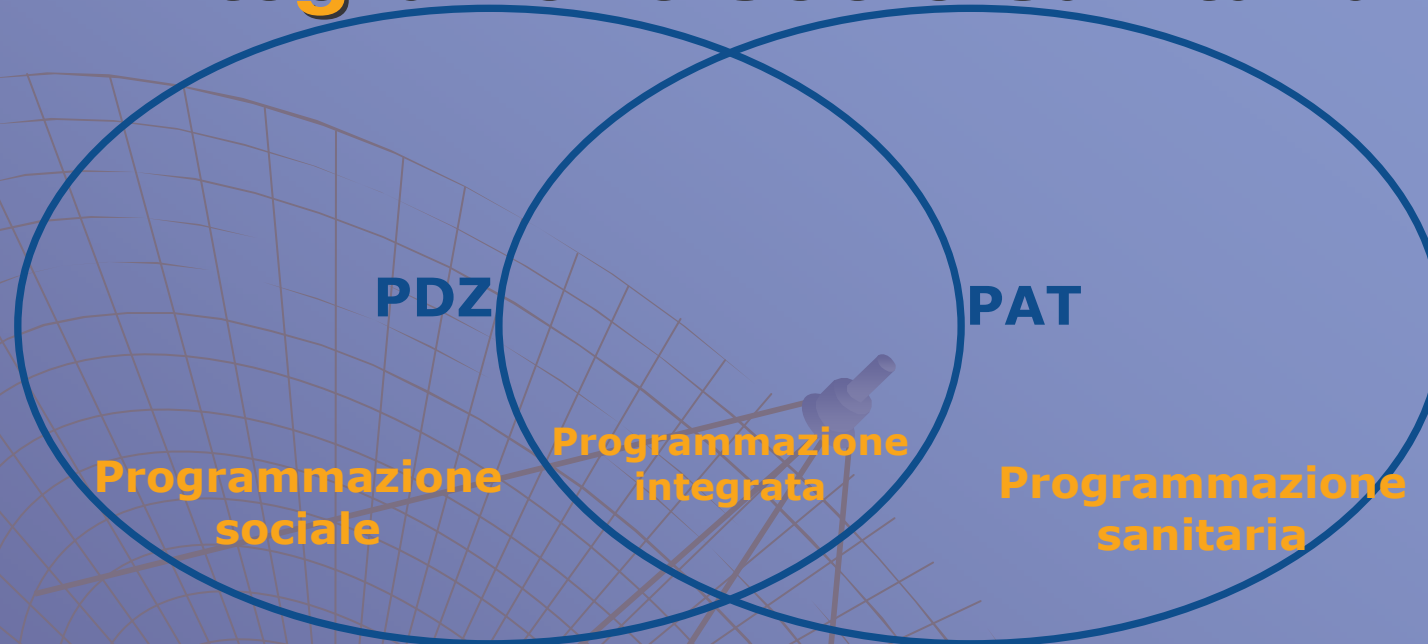 PDZ
PAT
Programmazione
integrata
Programmazione
sociale
Programmazione
sanitaria